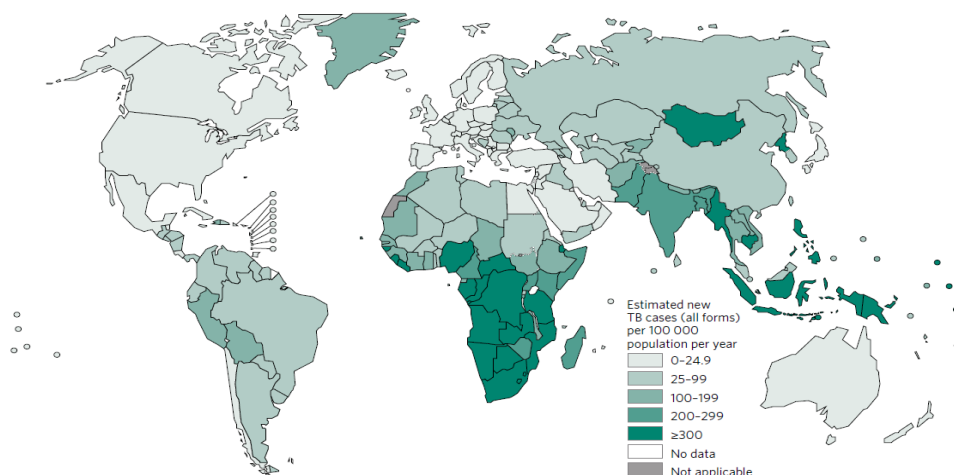 Estimated new
TB cases (all forms)
per 100 000
population per year
0–24.9
25–99
100–199
200–299
≥300
No data
Not applicable